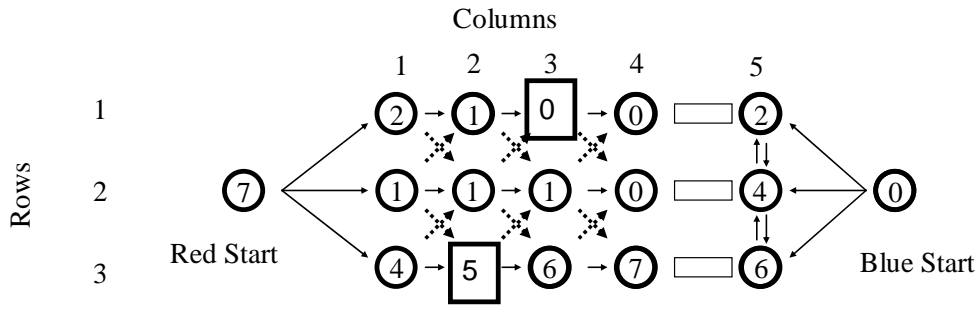 Columns
1 2 3 4 5
1 2 1 0 0 2
Rows 2 7 1 1 1 0 4 0
Red Start Blue Start
3 4 5 6 7 6